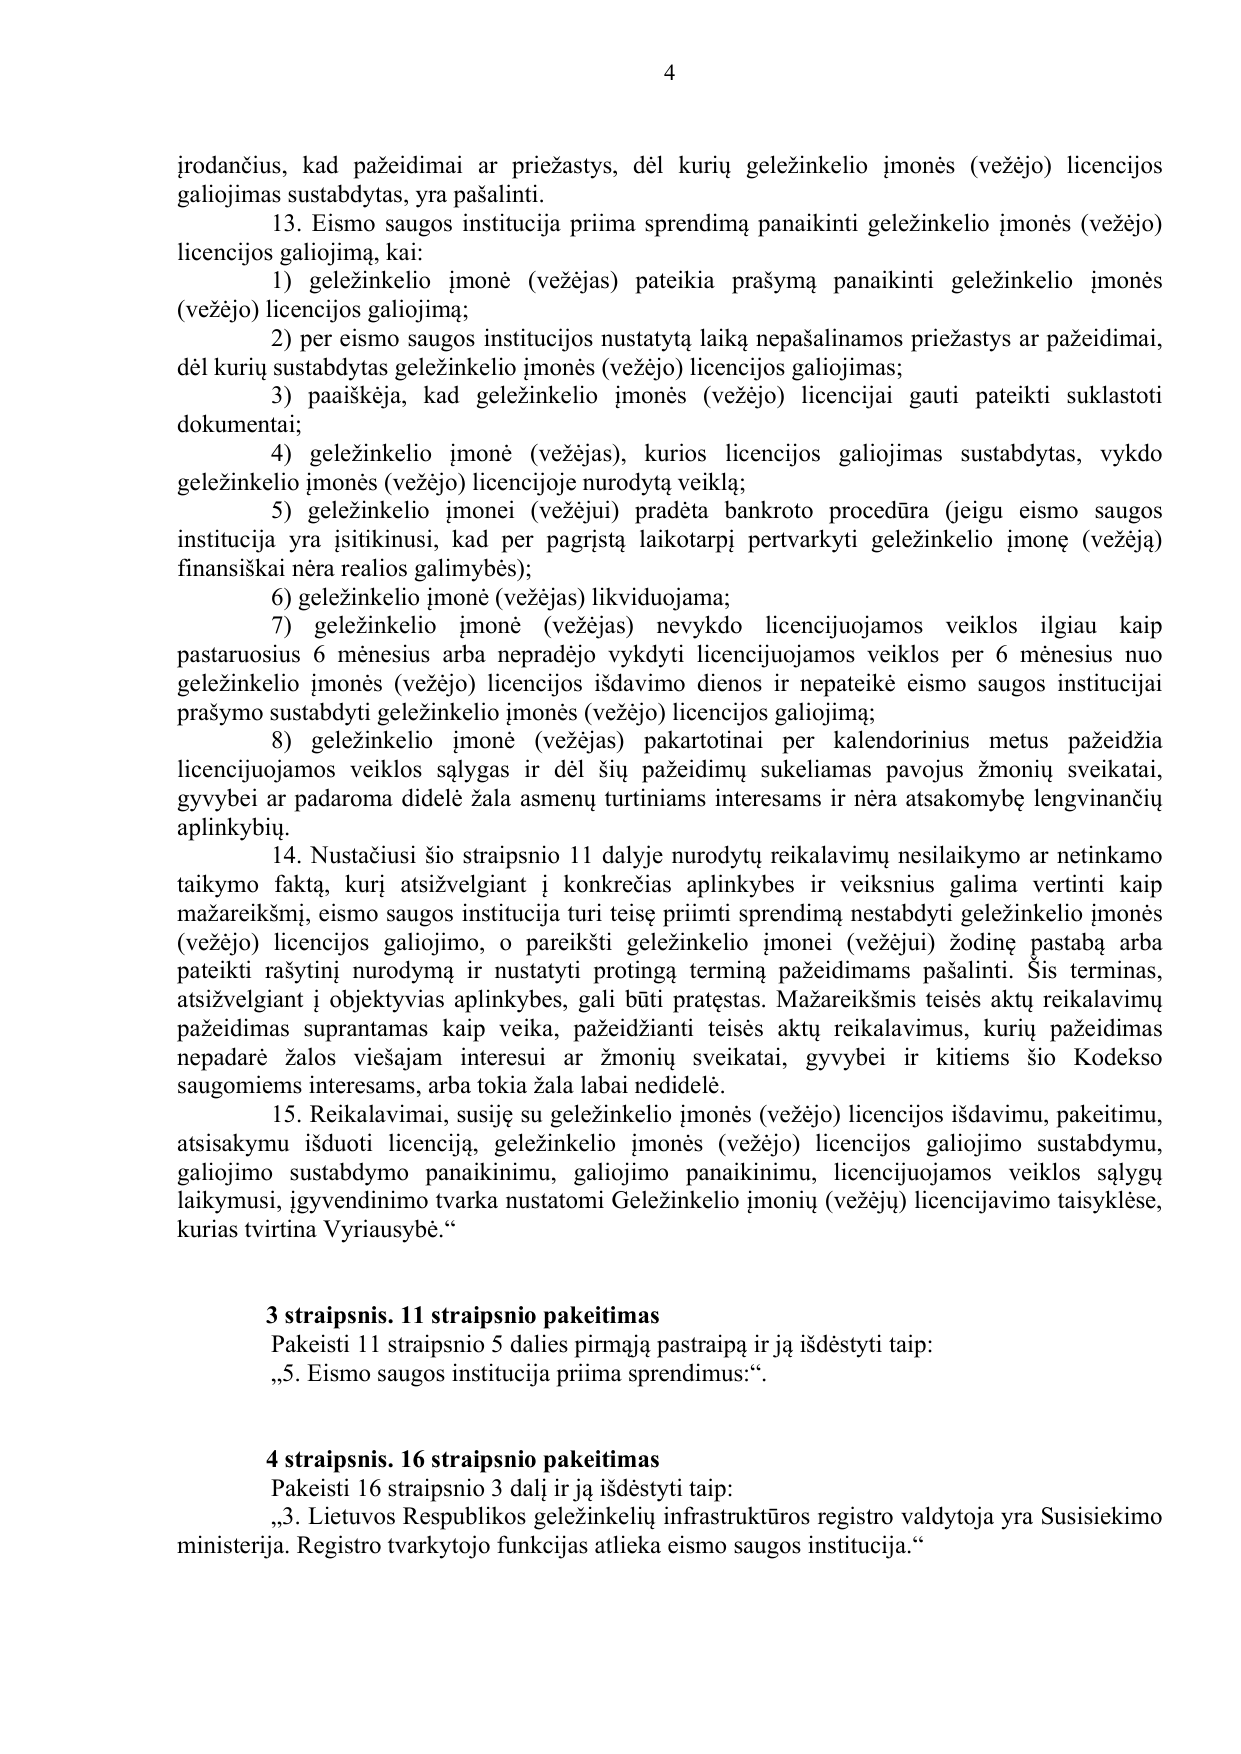 4
įrodančius, kad pažeidimai ar priežastys, dėl kurių geležinkelio įmonės (vežėjo) licencijos
galiojimas sustabdytas, yra pašalinti.
13. Eismo saugos institucija priima sprendimą panaikinti geležinkelio įmonės (vežėjo)
licencijos galiojimą, kai:
1) geležinkelio įmonė (vežėjas) pateikia prašymą panaikinti geležinkelio įmonės
(vežėjo) licencijos galiojimą;
2) per eismo saugos institucijos nustatytą laiką nepašalinamos priežastys ar pažeidimai,
dėl kurių sustabdytas geležinkelio įmonės (vežėjo) licencijos galiojimas;
3) paaiškėja, kad geležinkelio įmonės (vežėjo) licencijai gauti pateikti suklastoti
dokumentai;
4) geležinkelio įmonė (vežėjas), kurios licencijos galiojimas sustabdytas, vykdo
geležinkelio įmonės (vežėjo) licencijoje nurodytą veiklą;
5) geležinkelio įmonei (vežėjui) pradėta bankroto procedūra (jeigu eismo saugos
institucija yra įsitikinusi, kad per pagrįstą laikotarpį pertvarkyti geležinkelio įmonę (vežėją)
finansiškai nėra realios galimybės);
6) geležinkelio įmonė (vežėjas) likviduojama;
7) geležinkelio įmonė (vežėjas) nevykdo licencijuojamos veiklos ilgiau kaip
pastaruosius 6 mėnesius arba nepradėjo vykdyti licencijuojamos veiklos per 6 mėnesius nuo
geležinkelio įmonės (vežėjo) licencijos išdavimo dienos ir nepateikė eismo saugos institucijai
prašymo sustabdyti geležinkelio įmonės (vežėjo) licencijos galiojimą;
8) geležinkelio įmonė (vežėjas) pakartotinai per kalendorinius metus pažeidžia
licencijuojamos veiklos sąlygas ir dėl šių pažeidimų sukeliamas pavojus žmonių sveikatai,
gyvybei ar padaroma didelė žala asmenų turtiniams interesams ir nėra atsakomybę lengvinančių
aplinkybių.
14. Nustačiusi šio straipsnio 11 dalyje nurodytų reikalavimų nesilaikymo ar netinkamo
taikymo faktą, kurį atsižvelgiant į konkrečias aplinkybes ir veiksnius galima vertinti kaip
mažareikšmį, eismo saugos institucija turi teisę priimti sprendimą nestabdyti geležinkelio įmonės
(vežėjo) licencijos galiojimo, o pareikšti geležinkelio įmonei (vežėjui) žodinę pastabą arba
pateikti rašytinį nurodymą ir nustatyti protingą terminą pažeidimams pašalinti. Šis terminas,
atsižvelgiant į objektyvias aplinkybes, gali būti pratęstas. Mažareikšmis teisės aktų reikalavimų
pažeidimas suprantamas kaip veika, pažeidžianti teisės aktų reikalavimus, kurių pažeidimas
nepadarė žalos viešajam interesui ar žmonių sveikatai, gyvybei ir kitiems šio Kodekso
saugomiems interesams, arba tokia žala labai nedidelė.
15. Reikalavimai, susiję su geležinkelio įmonės (vežėjo) licencijos išdavimu, pakeitimu,
atsisakymu išduoti licenciją, geležinkelio įmonės (vežėjo) licencijos galiojimo sustabdymu,
galiojimo sustabdymo panaikinimu, galiojimo panaikinimu, licencijuojamos veiklos sąlygų
laikymusi, įgyvendinimo tvarka nustatomi Geležinkelio įmonių (vežėjų) licencijavimo taisyklėse,
kurias tvirtina Vyriausybė.“
3 straipsnis. 11 straipsnio pakeitimas
Pakeisti 11 straipsnio 5 dalies pirmąją pastraipą ir ją išdėstyti taip:
„5. Eismo saugos institucija priima sprendimus:“.
4 straipsnis. 16 straipsnio pakeitimas
Pakeisti 16 straipsnio 3 dalį ir ją išdėstyti taip:
„3. Lietuvos Respublikos geležinkelių infrastruktūros registro valdytoja yra Susisiekimo
ministerija. Registro tvarkytojo funkcijas atlieka eismo saugos institucija.“